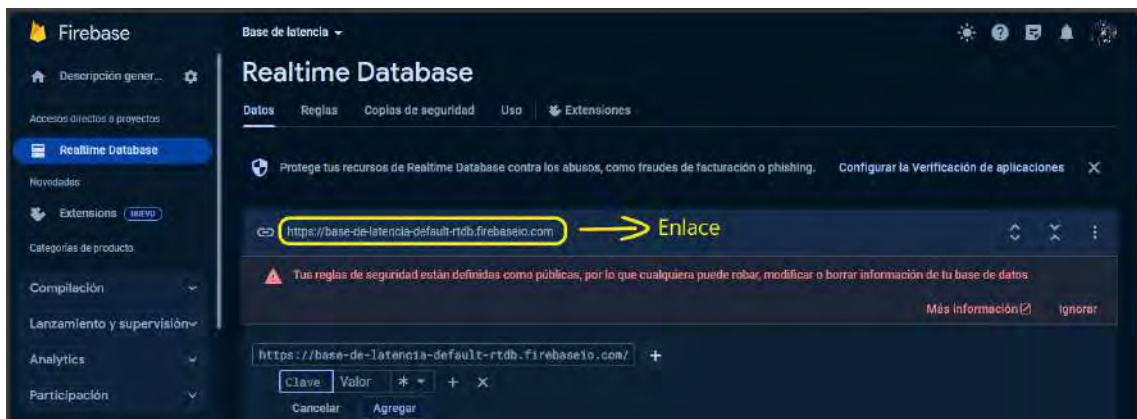 Firebase
Base de latencia
Descripción gener...
Realtime Database
Accesos directos a proyectos
Datos Reglas Copias de seguridad Uso Extensiones
Realtime Database
Protege tus recursos de Realtime Database contra los abusos, como fraudes de facturación o phishing. Configurar la Verificación de aplicaciones
Novedades
Extensions NUEVO
https://base-de-latencia-default-rtdb.firebaseio.com Enlace
Categorías de producto
Tus reglas de seguridad están definidas como públicas, por lo que cualquiera puede robar, modificar o borrar información de tu base de datos
Compilación
Más información Ignorar
Lanzamiento y supervisión
https://base-de-latencia-default-rtdb.firebaseio.com/ +
Analytics
Clave Valor * + ×
Participación
Cancelar Agregar